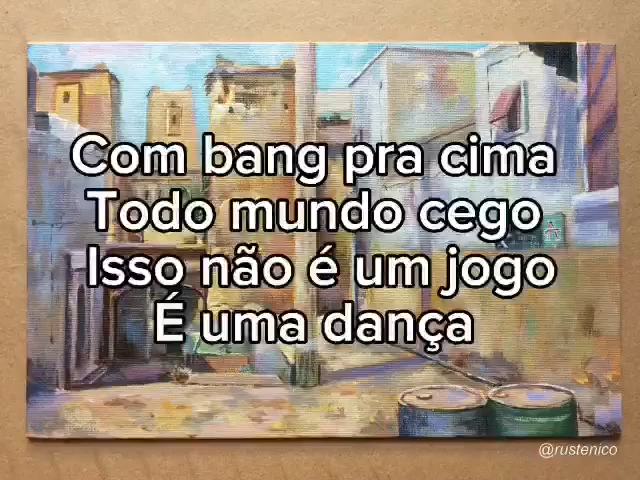 Com bang pra cima
Todo mundo cego
Isso não é um jogo
É uma dança
@rustenico